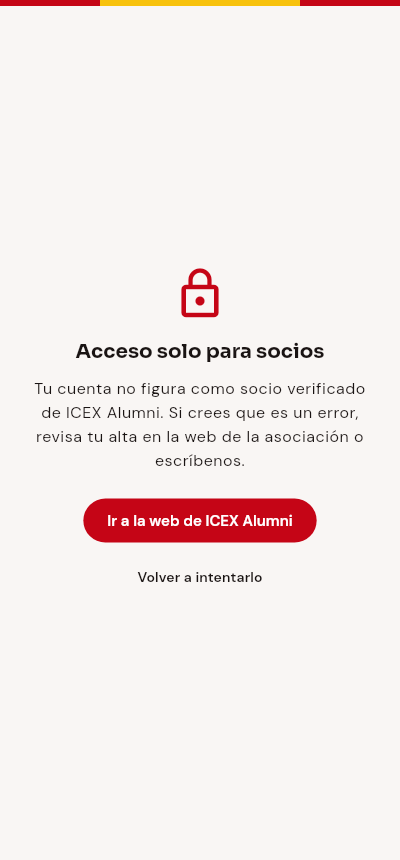 Acceso solo para socios
Tu cuenta no figura como socio verificado
de ICEX Alumni. Si crees que es un error,
revisa tu alta en la web de la asociación o
escríbenos.
Ir a la web de ICEX Alumni
Volver a intentarlo